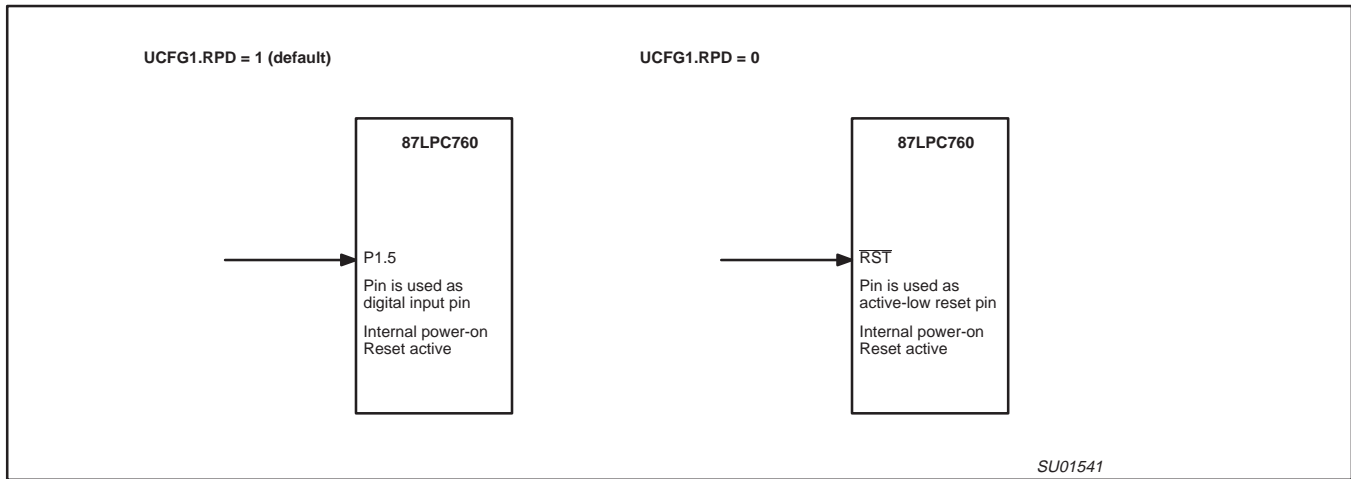 UCFG1.RPD = 1 (default)
87LPC760
P1.5
Pin is used as
digital input pin
Internal power-on
Reset active
UCFG1.RPD = 0
87LPC760
R̅S̅T̅
Pin is used as
active-low reset pin
Internal power-on
Reset active
SU01541